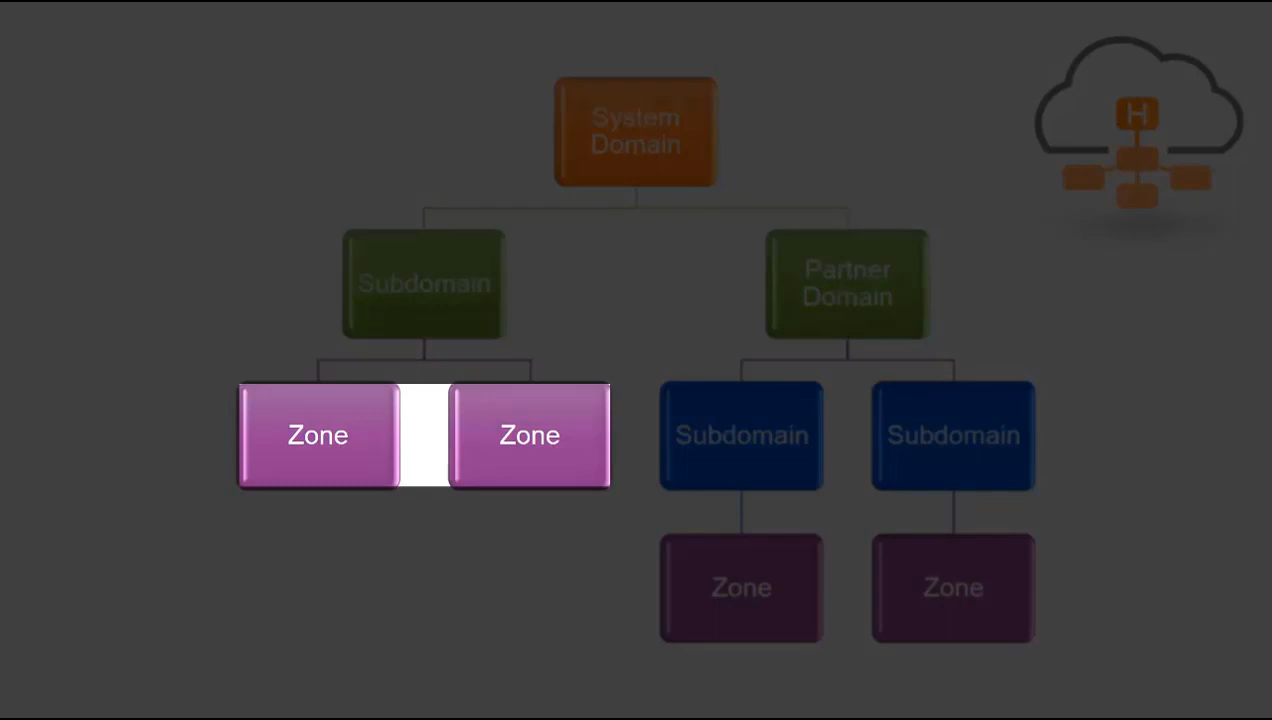 System
Domain
H
Subdomain
Partner
Domain
Zone
Zone
Subdomain
Subdomain
Zone
Zone